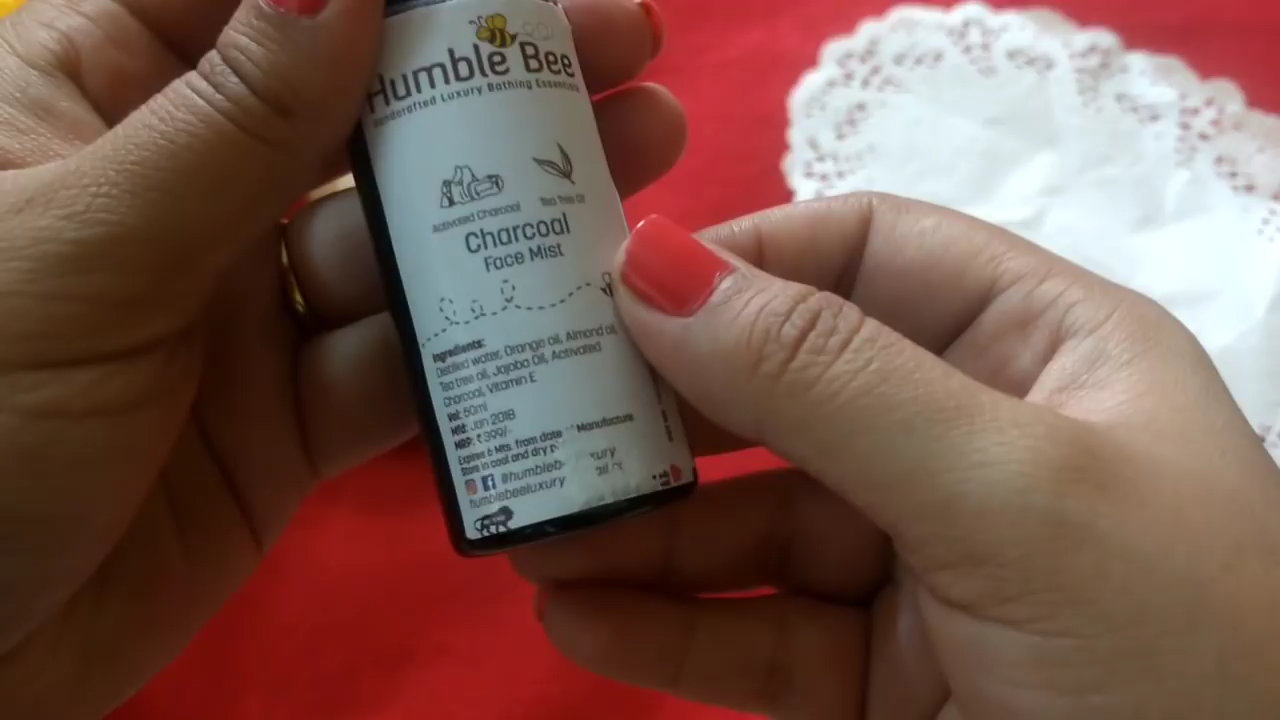 Humble Bee
Handcrafted Luxury Bathing Essentials
Activated Charcoal
Tea Tree Oil
Charcoal
Face Mist
Ingredients:
Distilled water, Orange oil, Almond oil,
Tea tree oil, Jojoba Oil, Activated
Charcoal, Vitamin E
Vol: 50ml
Mfd: Jan 2018
MRP: ₹ 399/-
Expires 6 Mts. from date Manufacture
Store in cool and dry
@humbleb xury
humblebeeluxury